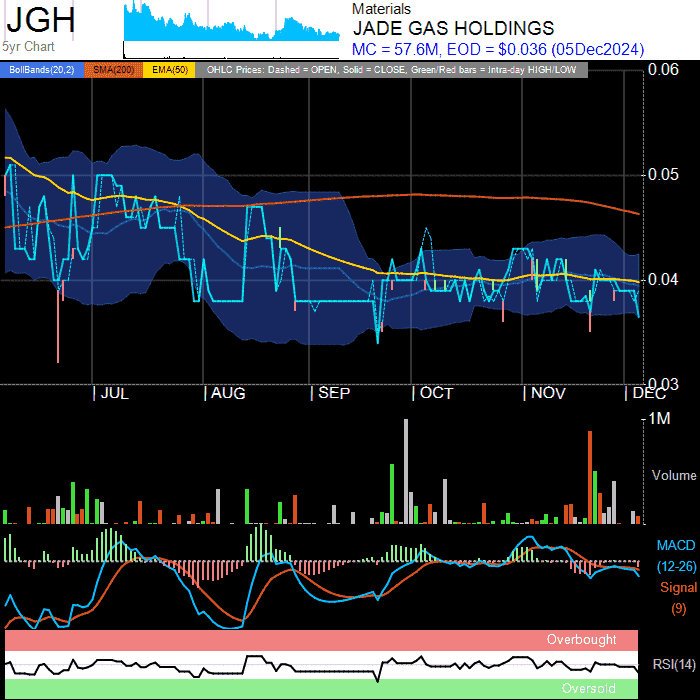 JGH
5yr Chart
Materials
JADE GAS HOLDINGS
MC = 57.6M, EOD = $0.036 (05Dec2024)
BollBands(20,2) SMA(200) EMA(50) OHLC Prices: Dashed = OPEN, Solid = CLOSE, Green/Red bars = Intra-day HIGH/LOW
0.06
0.05
0.04
0.03
| JUL | AUG | SEP | OCT | NOV | DEC
1M
Volume
MACD
(12-26)
Signal
(9)
Overbought
RSI(14)
Oversold